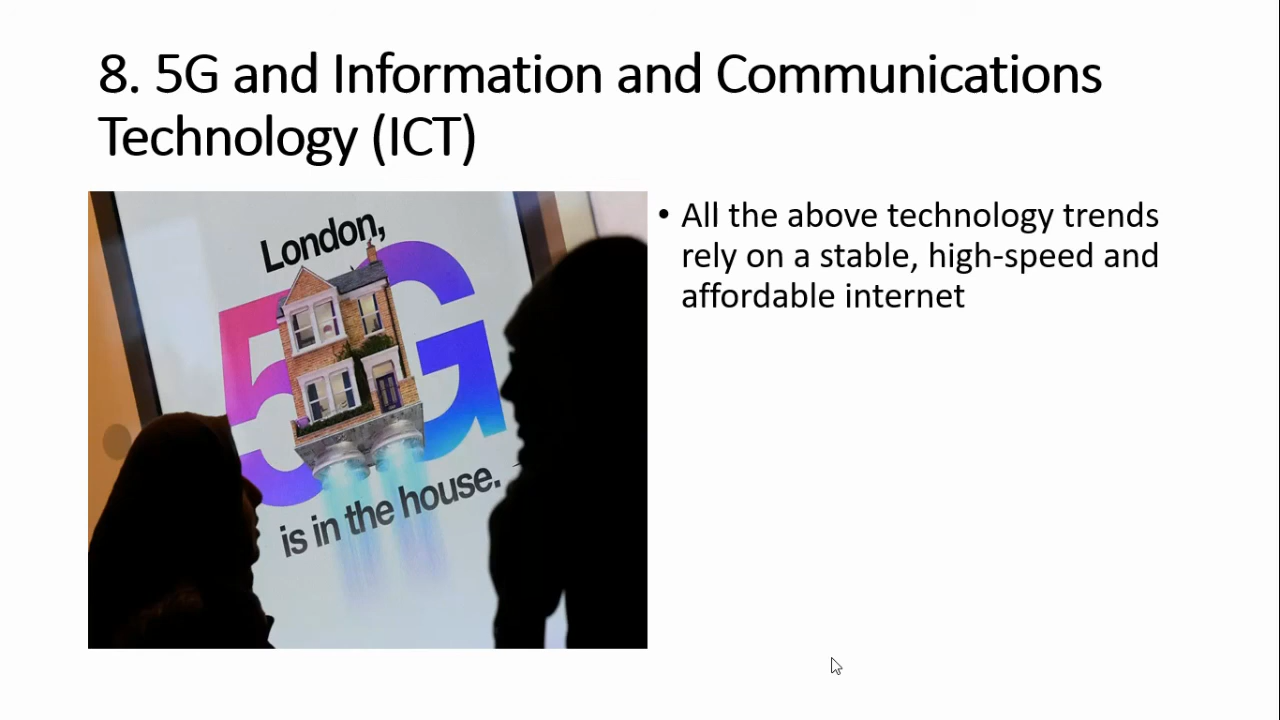 8. 5G and Information and Communications
Technology (ICT)
London,
5G
is in the house.
• All the above technology trends
rely on a stable, high-speed and
affordable internet